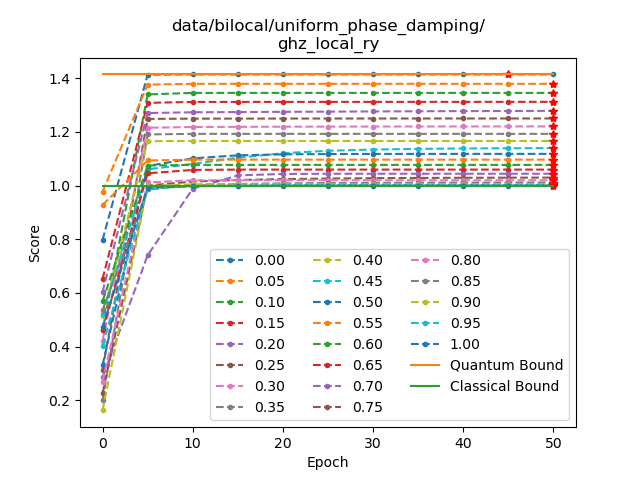 data/bilocal/uniform_phase_damping/
ghz_local_ry
Score
1.4
1.2
1.0
0.8
0.6
0.4
0.2
0 10 20 30 40 50
Epoch
0.00 0.40 0.80
0.05 0.45 0.85
0.10 0.50 0.90
0.15 0.55 0.95
0.20 0.60 1.00
0.25 0.65 Quantum Bound
0.30 0.70 Classical Bound
0.35 0.75